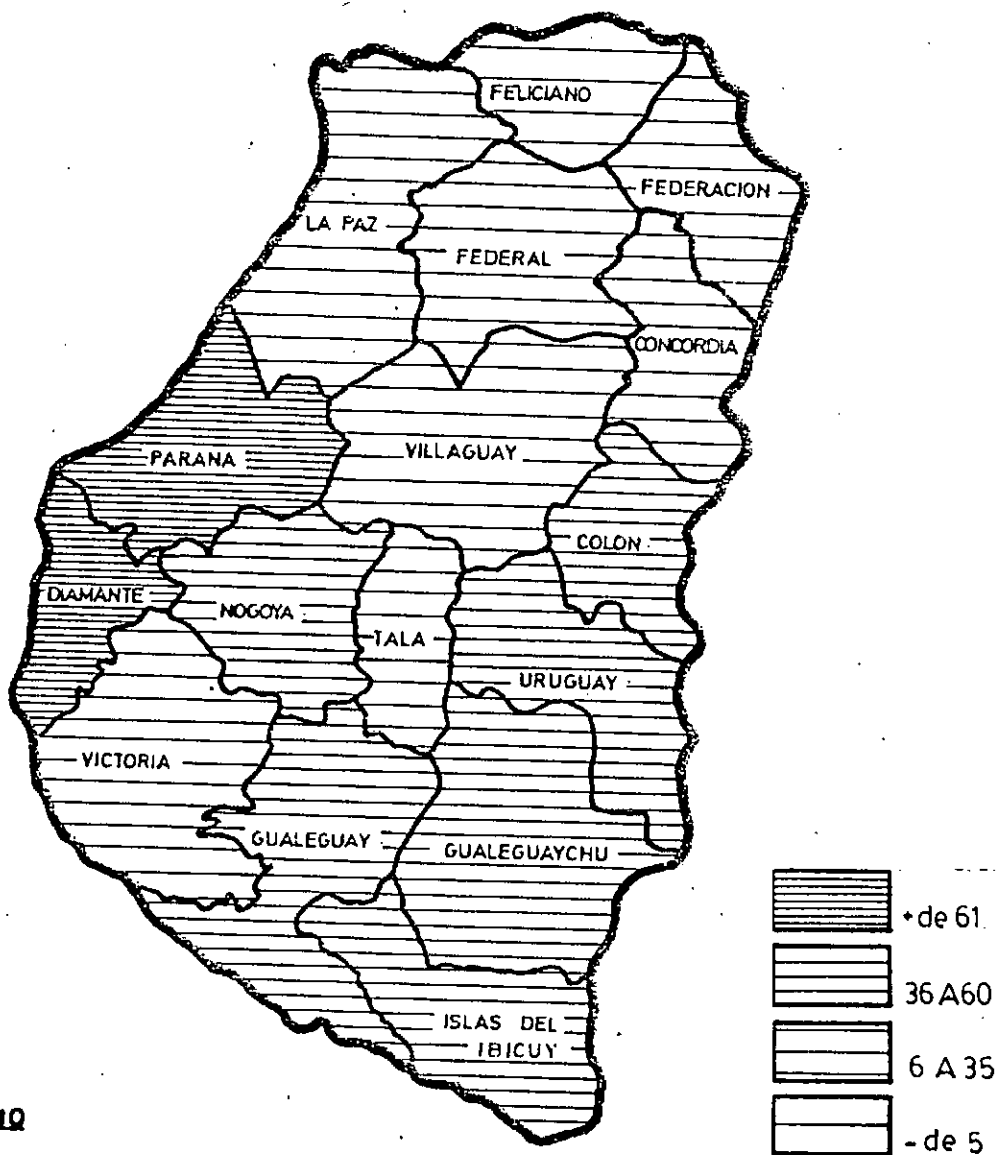 FELICIANO
FEDERACION
LA PAZ
FEDERAL
CONCORDIA
PARANA
VILLAGUAY
COLON
DIAMANTE
NOGOYA
TALA
URUGUAY
VICTORIA
GUALEGUAY
GUALEGUAYCHU
ISLAS DEL
IBICUY
+ de 61
36 A 60
6 A 35
- de 5